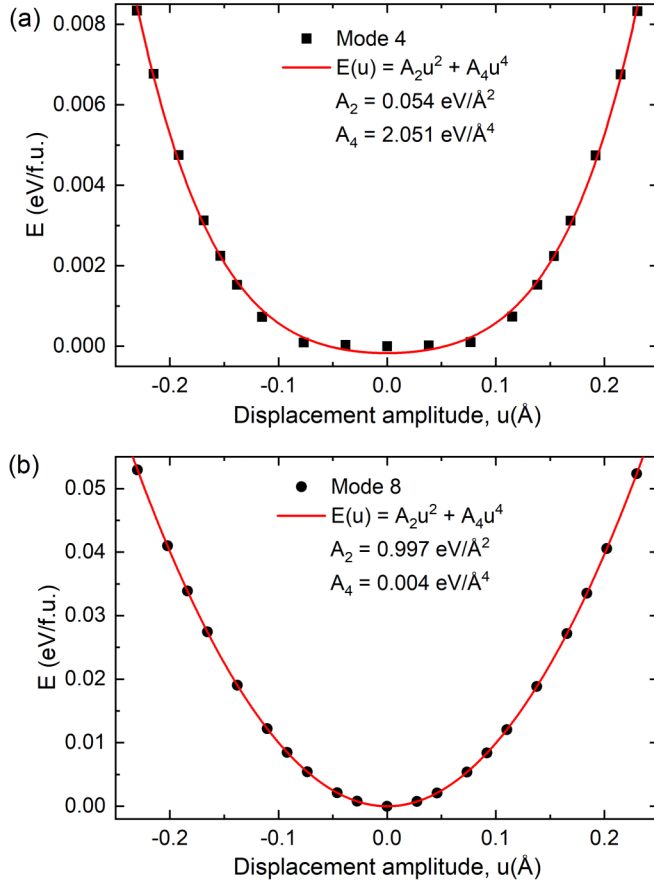 (a)
0.008
0.006
0.004
0.002
0.000
E (eV/f.u.)
Mode 4
E(u) = A₂u² + A₄u⁴
A₂ = 0.054 eV/Å²
A₄ = 2.051 eV/Å⁴
-0.2 -0.1 0.0 0.1 0.2
Displacement amplitude, u(Å)
(b)
0.05
0.04
0.03
0.02
0.01
0.00
E (eV/f.u.)
Mode 8
E(u) = A₂u² + A₄u⁴
A₂ = 0.997 eV/Å²
A₄ = 0.004 eV/Å⁴
-0.2 -0.1 0.0 0.1 0.2
Displacement amplitude, u(Å)